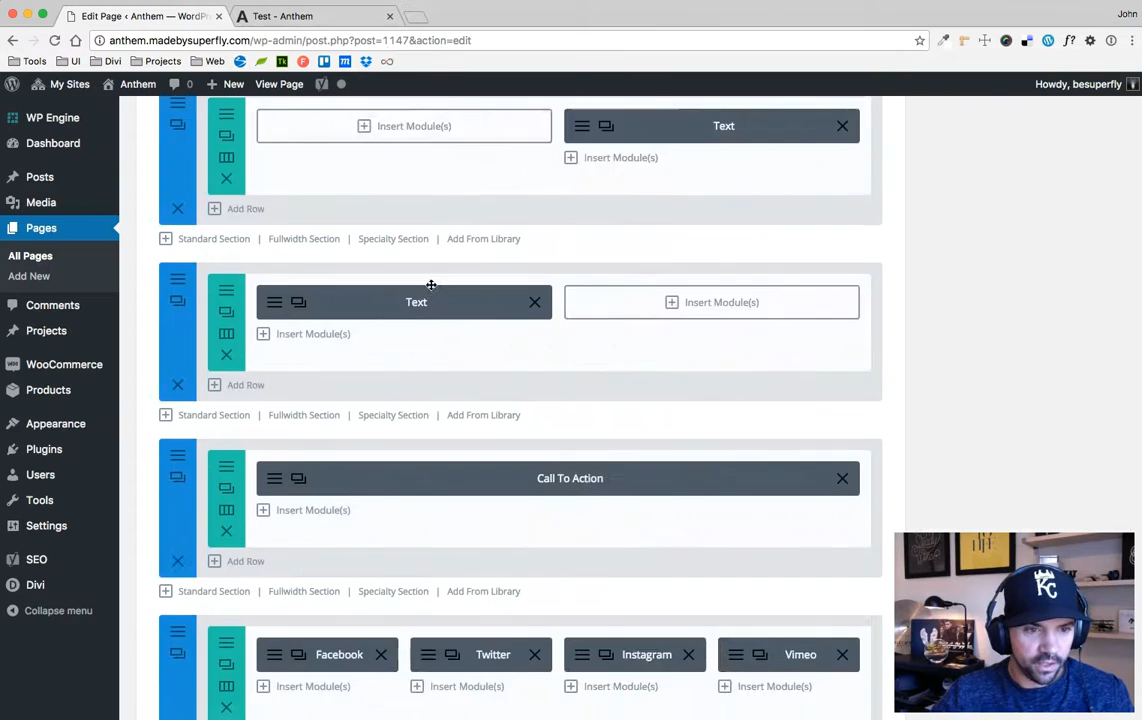 Edit Page ‹ Anthem — WordPr
Test - Anthem
John
anthem.madebysuperfly.com/wp-admin/post.php?post=1147&action=edit
Tools
UI
Divi
Projects
Web
My Sites
Anthem
0
New
View Page
Howdy, besuperfly
WP Engine
Dashboard
Posts
Media
Pages
All Pages
Add New
Comments
Projects
WooCommerce
Products
Appearance
Plugins
Users
Tools
Settings
SEO
Divi
Collapse menu
Insert Module(s)
Text
Insert Module(s)
Add Row
Standard Section | Fullwidth Section | Specialty Section | Add From Library
Text
Insert Module(s)
Insert Module(s)
Add Row
Standard Section | Fullwidth Section | Specialty Section | Add From Library
Call To Action
Insert Module(s)
Add Row
Standard Section | Fullwidth Section | Specialty Section | Add From Library
Facebook
Twitter
Instagram
Vimeo
Insert Module(s)
Insert Module(s)
Insert Module(s)
Insert Module(s)
KC